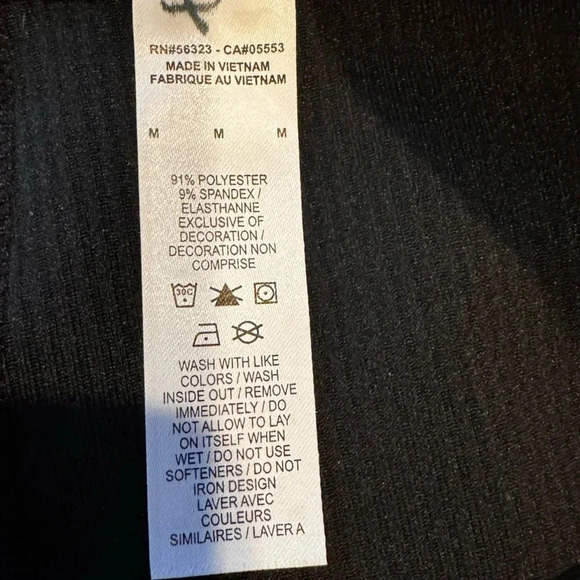 RN#56323 - CA#05553
MADE IN VIETNAM
FABRIQUE AU VIETNAM
M M M
91% POLYESTER
9% SPANDEX /
ELASTHANNE
EXCLUSIVE OF
DECORATION /
DECORATION NON
COMPRISE
30C
WASH WITH LIKE
COLORS / WASH
INSIDE OUT / REMOVE
IMMEDIATELY / DO
NOT ALLOW TO LAY
ON ITSELF WHEN
WET / DO NOT USE
SOFTENERS / DO NOT
IRON DESIGN
LAVER AVEC
COULEURS
SIMILAIRES / LAVER A